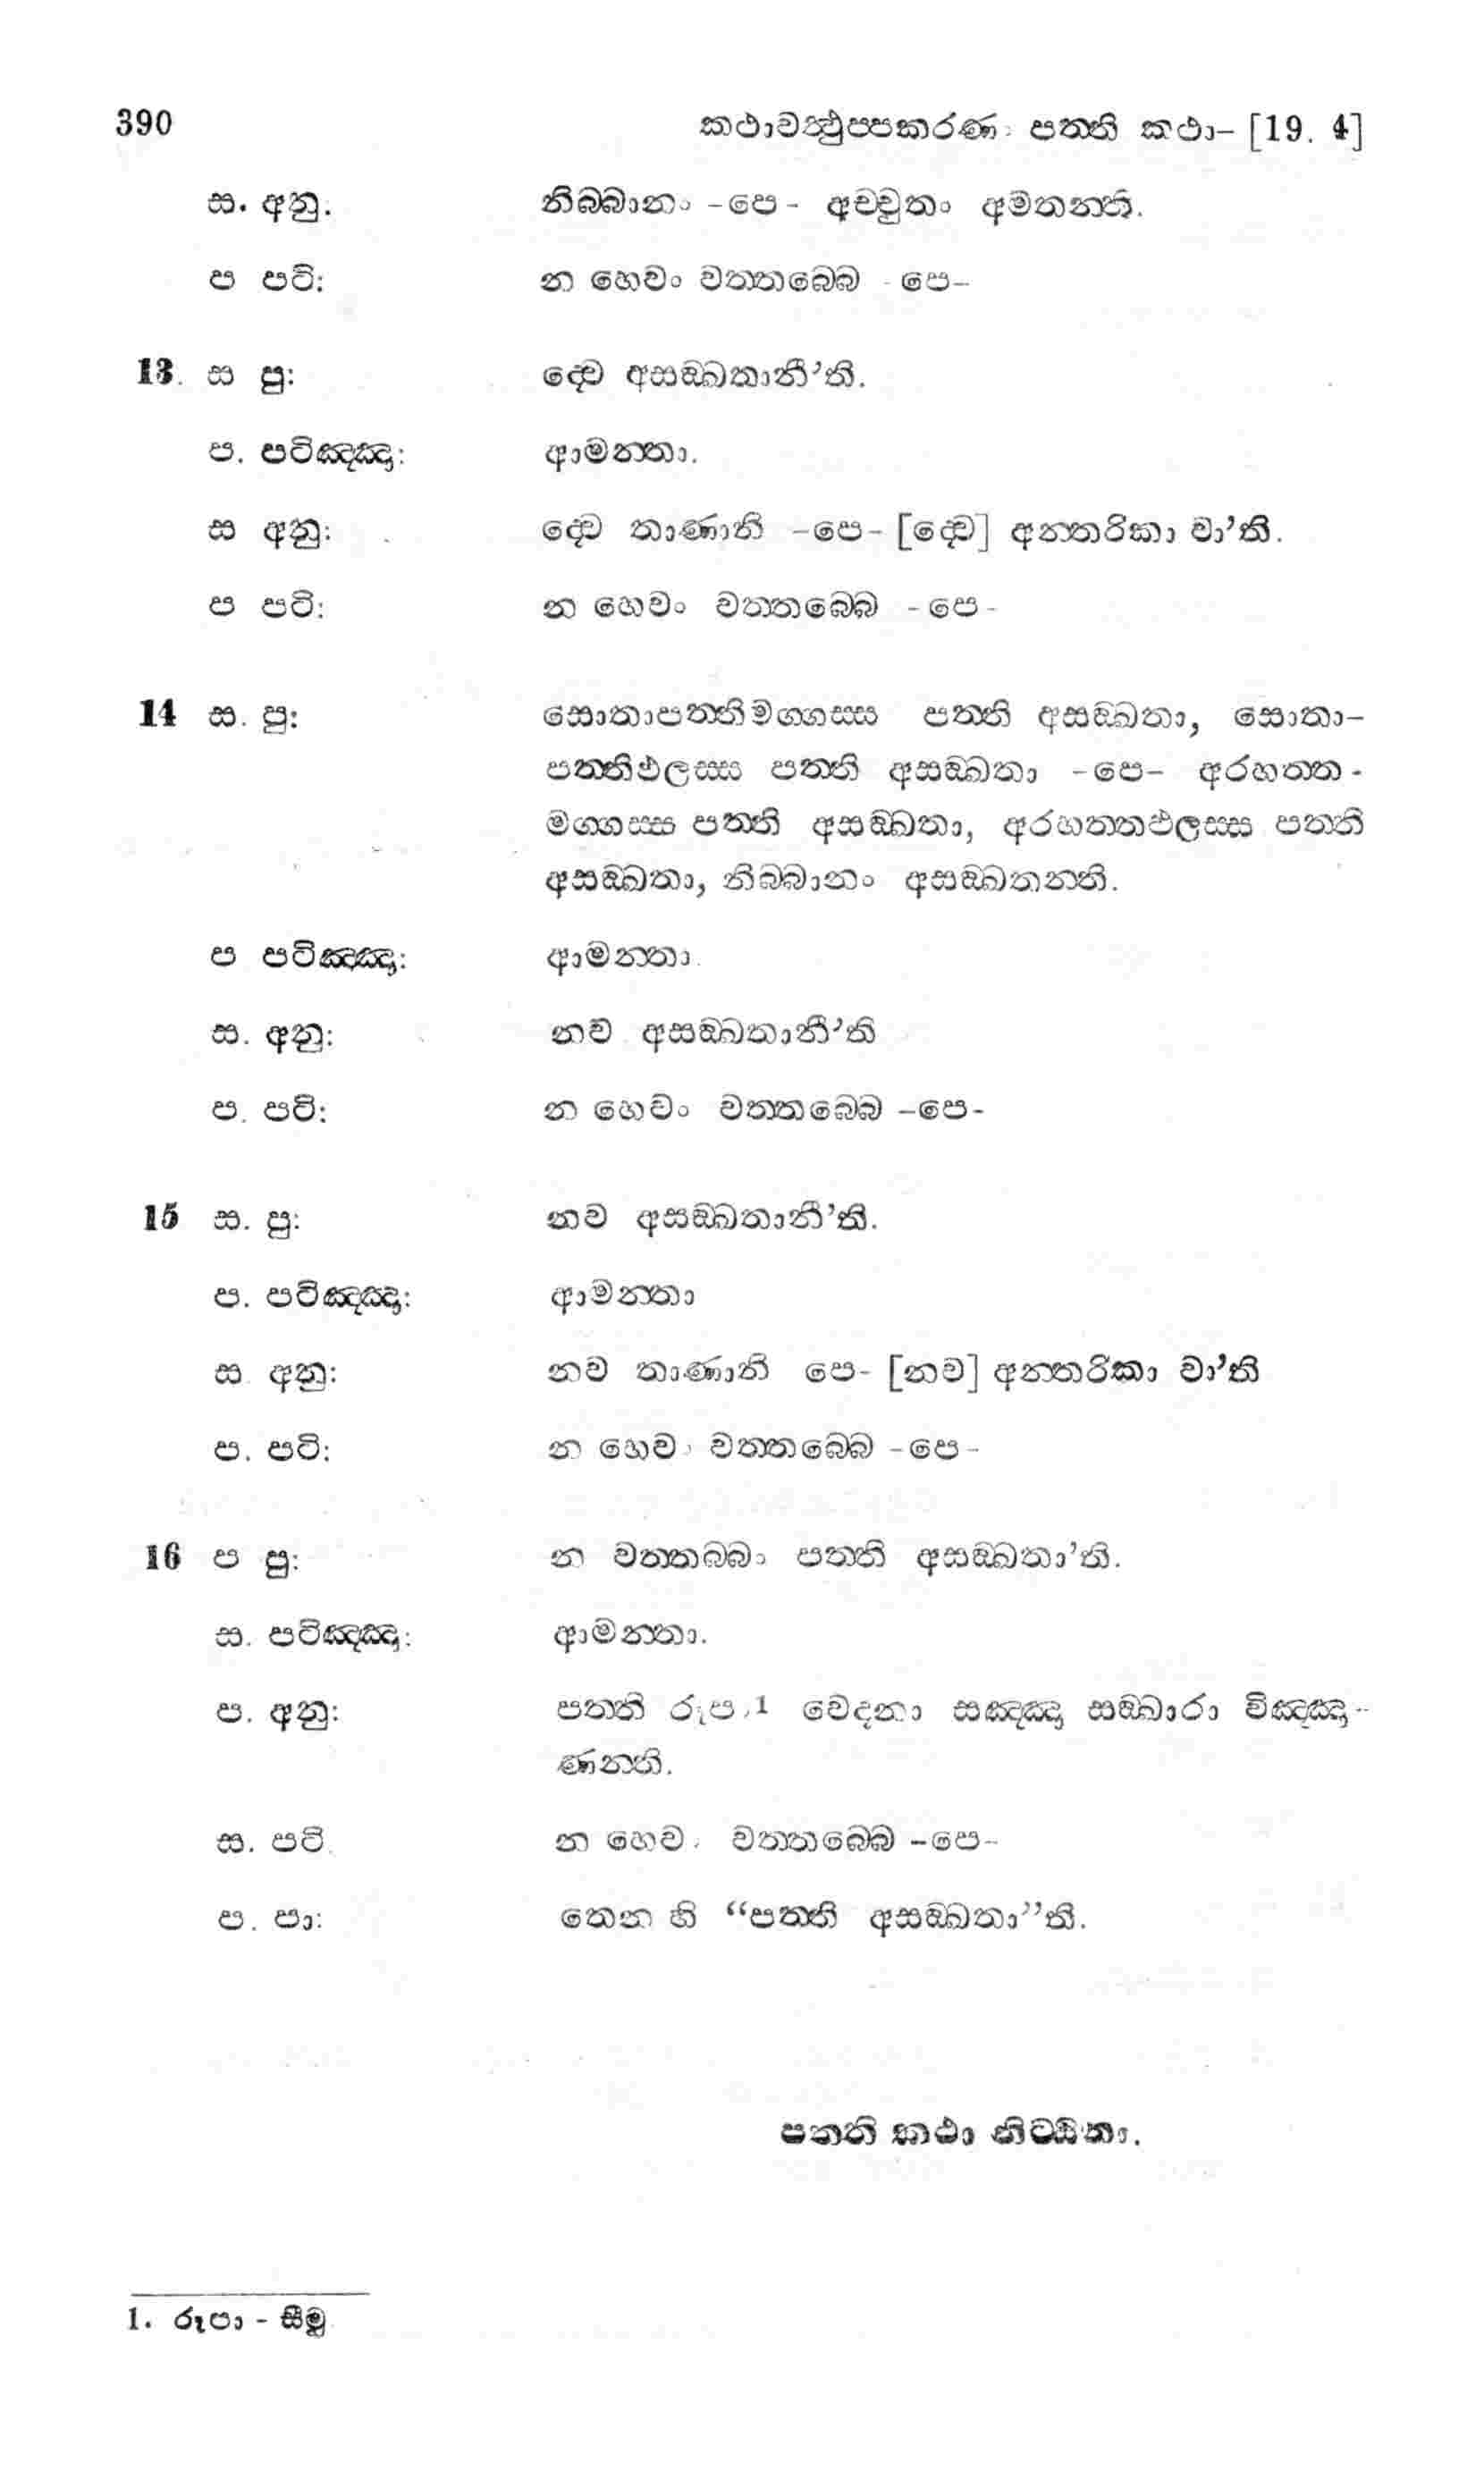 390 කථාවත්‍ථුප්පකරණං පත්ති කථා– [19. 4]
ස. අනු. නිබ්බානං -පෙ- අච්චුතං අමතන්ති.
ප පටි: න හෙවං වත්තබ්බෙ -පෙ–
13. ස පු: ද්වෙ අසඞ්ඛතානී’ති.
ප. පටිඤ්ඤා: ආමන්තා.
ස අනු: ද්වෙ තාණානි –පෙ- [ද්වෙ] අන්තරිකා වා’ති.
ප පටි: න හෙවං වත්තබ්බෙ -පෙ-
14 ස. පු: සොතාපත්තිමග්ගස්ස පත්ති අසඞ්ඛතා, සොතා–
පත්තිඵලස්ස පත්ති අසඞ්ඛතා -පෙ– අරහත්ත-
මග්ගස්ස පත්ති අසඞ්ඛතා, අරහත්තඵලස්ස පත්ති
අසඞ්ඛතා, නිබ්බානං අසඞ්ඛතන්ති.
ප පටිඤ්ඤා: ආමන්තා.
ස. අනු: නව අසඞ්ඛතානී’ති
ප. පටි: න හෙවං වත්තබ්බෙ –පෙ-
15 ස. පු: නව අසඞ්ඛතානී’ති.
ප. පටිඤ්ඤා: ආමන්තා
ස. අනු: නව තාණානි පෙ- [නව] අන්තරිකා වා’ති
ප. පටි: න හෙවං වත්තබ්බෙ -පෙ-
16 ප පු: න වත්තබ්බං පත්ති අසඞ්ඛතා’ති.
ස. පටිඤ්ඤා: ආමන්තා.
ප. අනු: පත්ති රූපං1 වෙදනා සඤ්ඤා සඞ්ඛාරා විඤ්ඤා-
ණන්ති.
ස. පටි. න හෙවං වත්තබ්බෙ -පෙ-
ප. පා: තෙන හි “පත්ති අසඞ්ඛතා”ති.
පත්ති කථා නිට්ඨිතා.
1. රූපා - සීමු